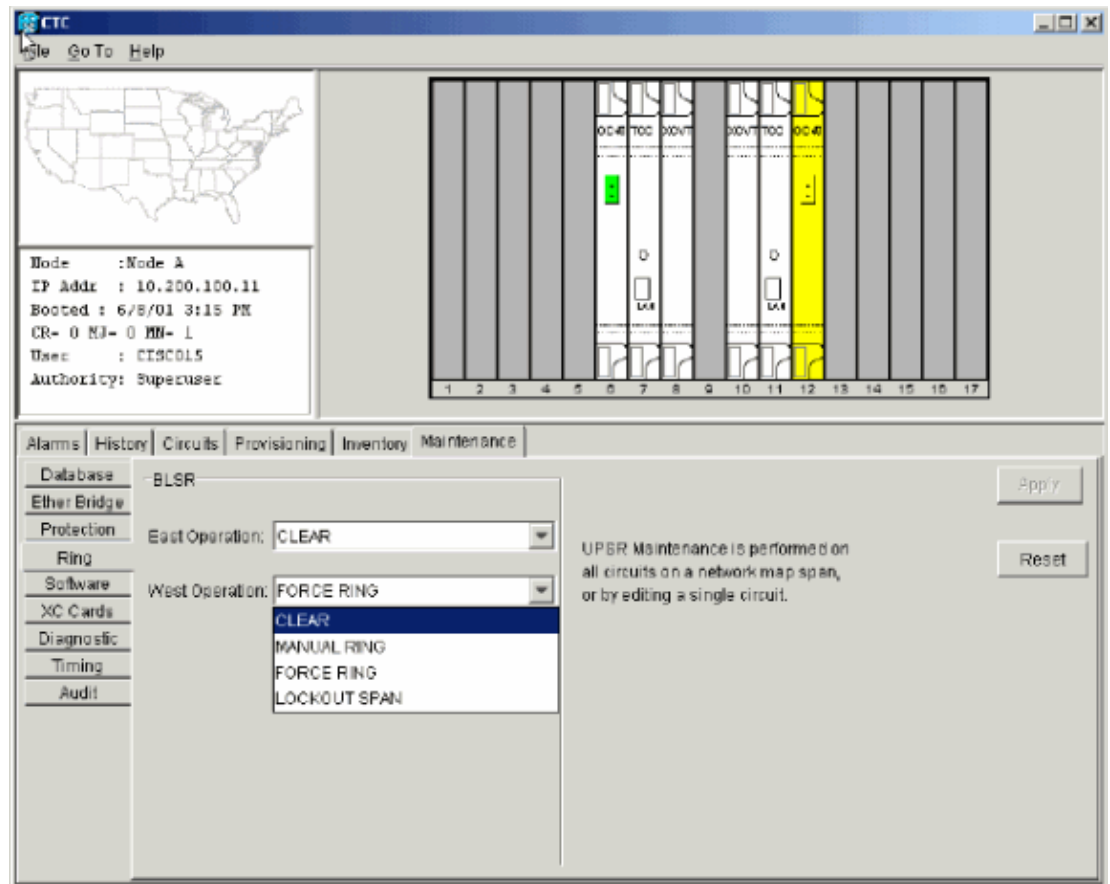 CTC
File Go To Help
OC48 TCC XCVT XCVT TCC OC48
LAN LAN
1 2 3 4 5 6 7 8 9 10 11 12 13 14 15 16 17
Node :Node A
IP Addr : 10.200.100.11
Booted : 6/8/01 3:15 PM
CR- 0 MJ- 0 MN- 1
User : CISCO15
Authority: Superuser
Alarms History Circuits Provisioning Inventory Maintenance
Database
Ether Bridge
Protection
Ring
Software
XC Cards
Diagnostic
Timing
Audit
BLSR
East Operation: CLEAR
West Operation: FORCE RING
CLEAR
MANUAL RING
FORCE RING
LOCKOUT SPAN
UPSR Maintenance is performed on
all circuits on a network map span,
or by editing a single circuit.
Apply
Reset